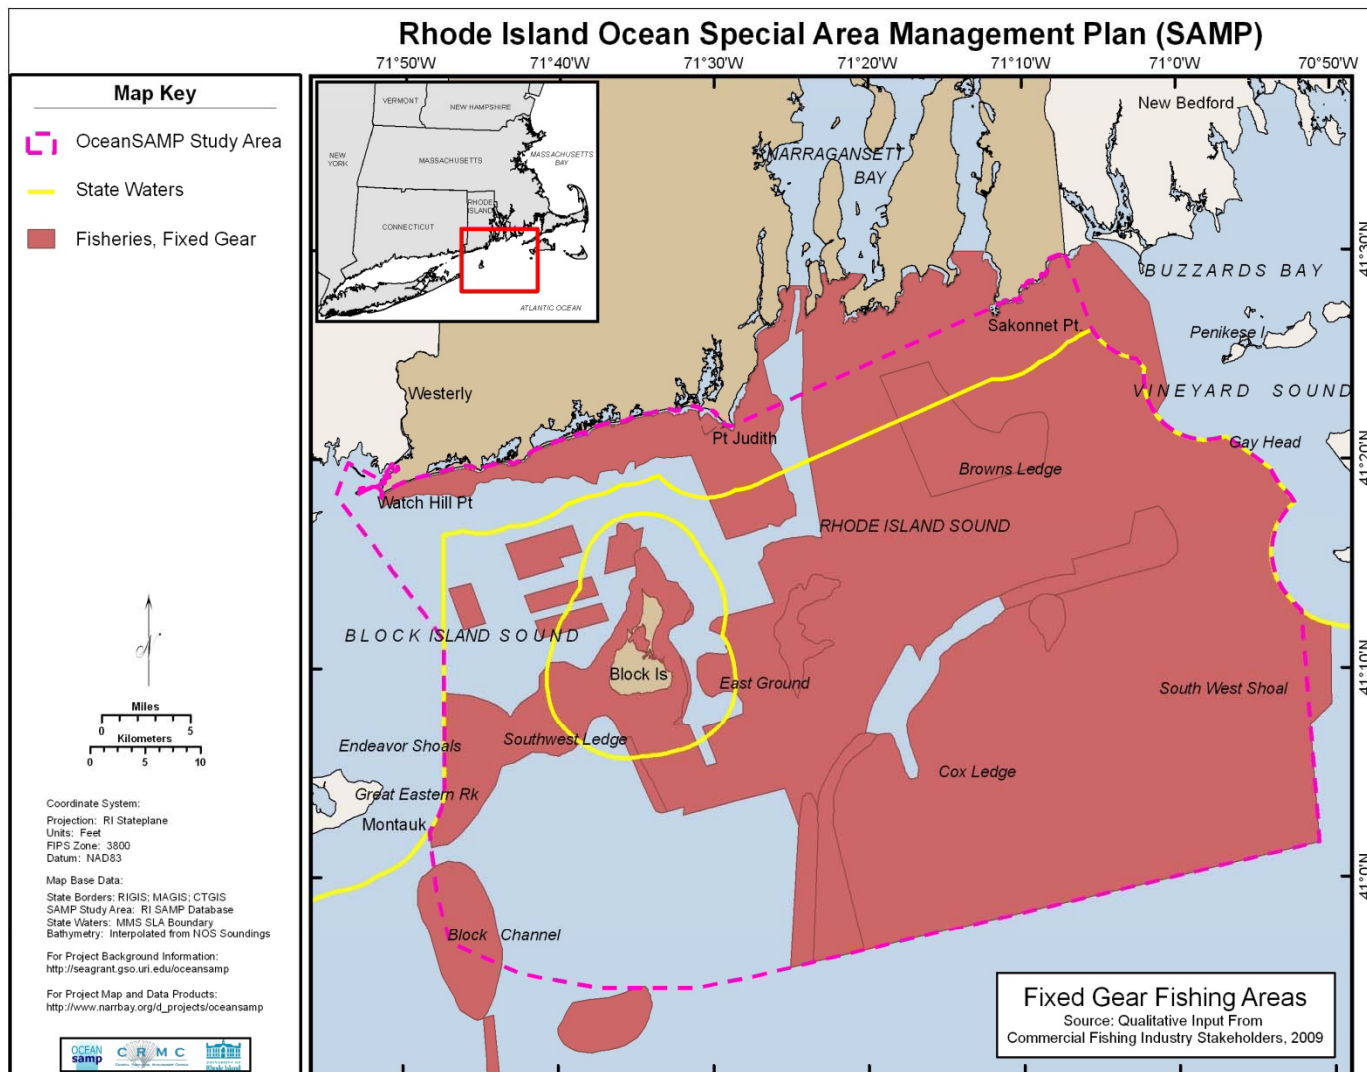 Rhode Island Ocean Special Area Management Plan (SAMP)
71°50'W
71°40'W
71°30'W
71°20'W
71°10'W
71°0'W
70°50'W
Map Key
OceanSAMP Study Area
State Waters
Fisheries, Fixed Gear
Miles
0 5
Kilometers
0 5 10
Coordinate System:
Projection: RI Stateplane
Units: Feet
FIPS Zone: 3800
Datum: NAD83
Map Base Data:
State Borders: RIGIS; MAGIS; CTGIS
SAMP Study Area: RI SAMP Database
State Waters: MMS SLA Boundary
Bathymetry: Interpolated from NOS Soundings
For Project Background Information:
http://seagrant.gso.uri.edu/oceansamp
For Project Map and Data Products:
http://www.narrbay.org/d_projects/oceansamp
OCEAN
samp
CRMC
VERMONT
NEW HAMPSHIRE
NEW
YORK
MASSACHUSETTS
MASSACHUSETTS
BAY
RHODE
ISLAND
CONNECTICUT
ATLANTIC OCEAN
New Bedford
NARRAGANSETT
BAY
41°30'N
BUZZARDS BAY
Sakonnet Pt.
Penikese I.
Westerly
VINEYARD SOUND
Pt Judith
Gay Head
41°20'N
Browns Ledge
Watch Hill Pt
RHODE ISLAND SOUND
BLOCK ISLAND SOUND
Block Is
East Ground
South West Shoal
41°10'N
Endeavor Shoals
Southwest Ledge
Cox Ledge
Great Eastern Rk
Montauk
41°0'N
Block Channel
Fixed Gear Fishing Areas
Source: Qualitative Input From
Commercial Fishing Industry Stakeholders, 2009